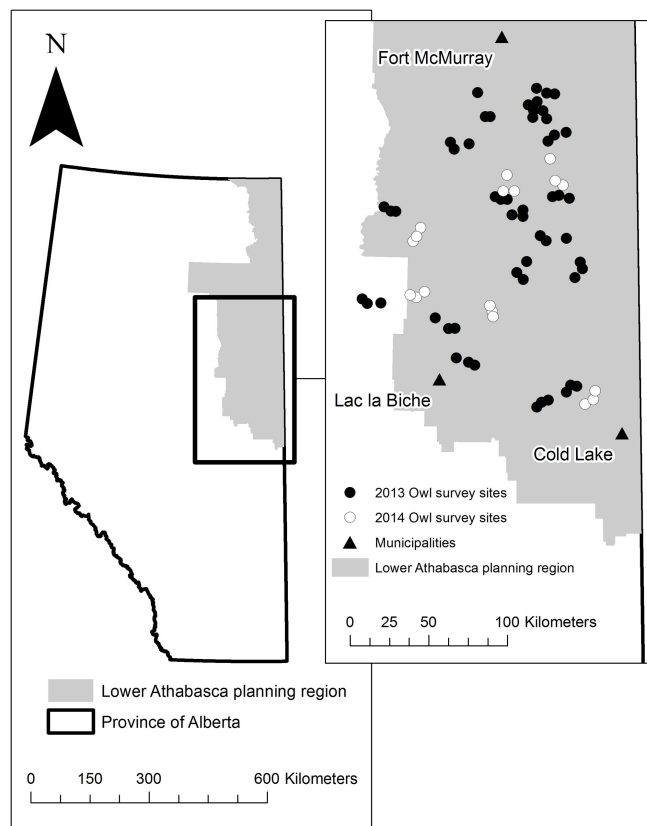 N
Lower Athabasca planning region
Province of Alberta
0 150 300 600 Kilometers
Fort McMurray
Lac la Biche
Cold Lake
2013 Owl survey sites
2014 Owl survey sites
Municipalities
Lower Athabasca planning region
0 25 50 100 Kilometers